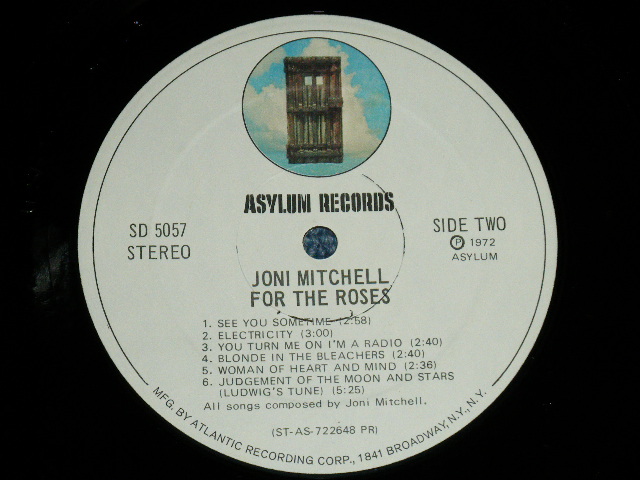 ASYLUM RECORDS
SD 5057
STEREO
SIDE TWO
Ⓟ 1972
ASYLUM
JONI MITCHELL
FOR THE ROSES
1. SEE YOU SOMETIME (2:58)
2. ELECTRICITY (3:00)
3. YOU TURN ME ON I'M A RADIO (2:40)
4. BLONDE IN THE BLEACHERS (2:40)
5. WOMAN OF HEART AND MIND (2:36)
6. JUDGEMENT OF THE MOON AND STARS
(LUDWIG'S TUNE) (5:25)
All songs composed by Joni Mitchell.
(ST-AS-722648 PR)
MFG. BY ATLANTIC RECORDING CORP., 1841 BROADWAY, N.Y., N.Y.